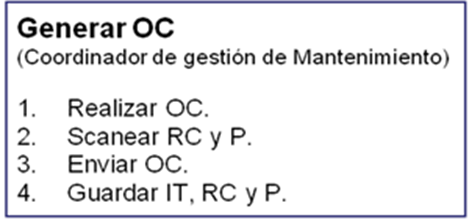 Generar OC
(Coordinador de gestión de Mantenimiento)
1. Realizar OC.
2. Scanear RC y P.
3. Enviar OC.
4. Guardar IT, RC y P.